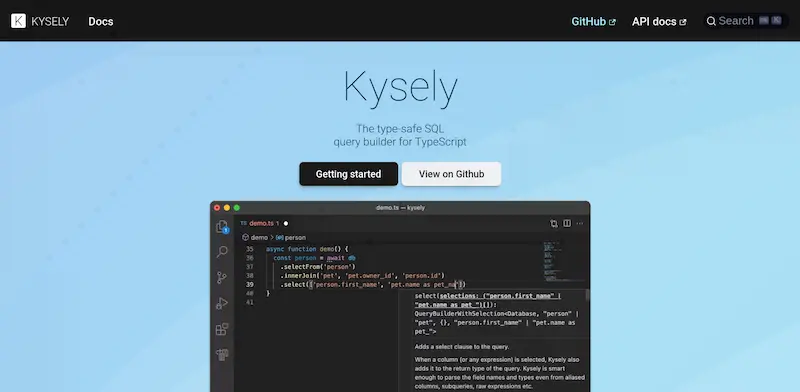 K KYSELY Docs GitHub API docs Search
Kysely
The type-safe SQL
query builder for TypeScript
Getting started View on Github
demo.ts — kysely
TS demo.ts 1
demo > person
35 async function demo() {
36 const person = await db
37 .selectFrom('person')
38 .innerJoin('pet', 'pet.owner_id', 'person.id')
39 .select(['person.first_name', 'pet.name as pet_na'])
40 }
41
select(selections: ("person.first_name" |
"pet.name as pet_")[]):
QueryBuilderWithSelection<Database, "person" |
"pet", {}, "person.first_name" | "pet.name as
pet_">
Adds a select clause to the query.
When a column (or any expression) is selected, Kysely also
adds it to the return type of the query. Kysely is smart
enough to parse the field names and types even from aliased
columns, subqueries, raw expressions etc.